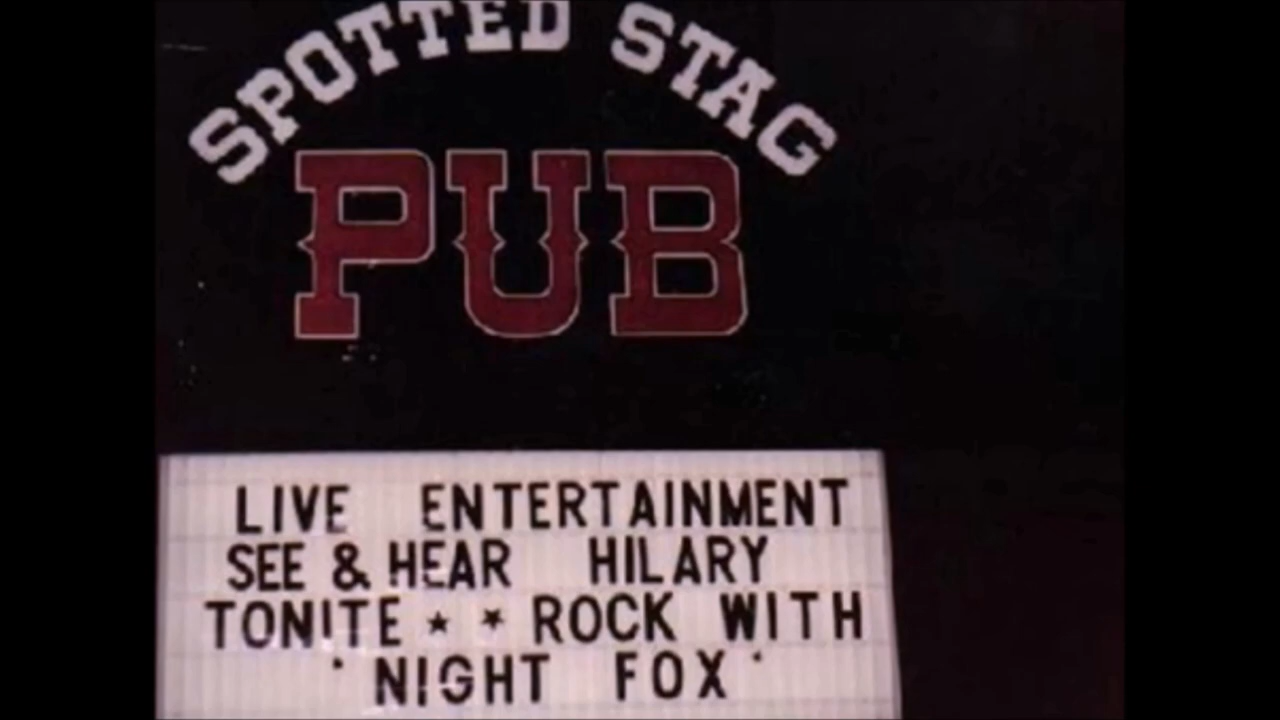 SPOTTED STAG
PUB
LIVE ENTERTAINMENT
SEE & HEAR HILARY
TONITE ★ ★ ROCK WITH
' NIGHT FOX '